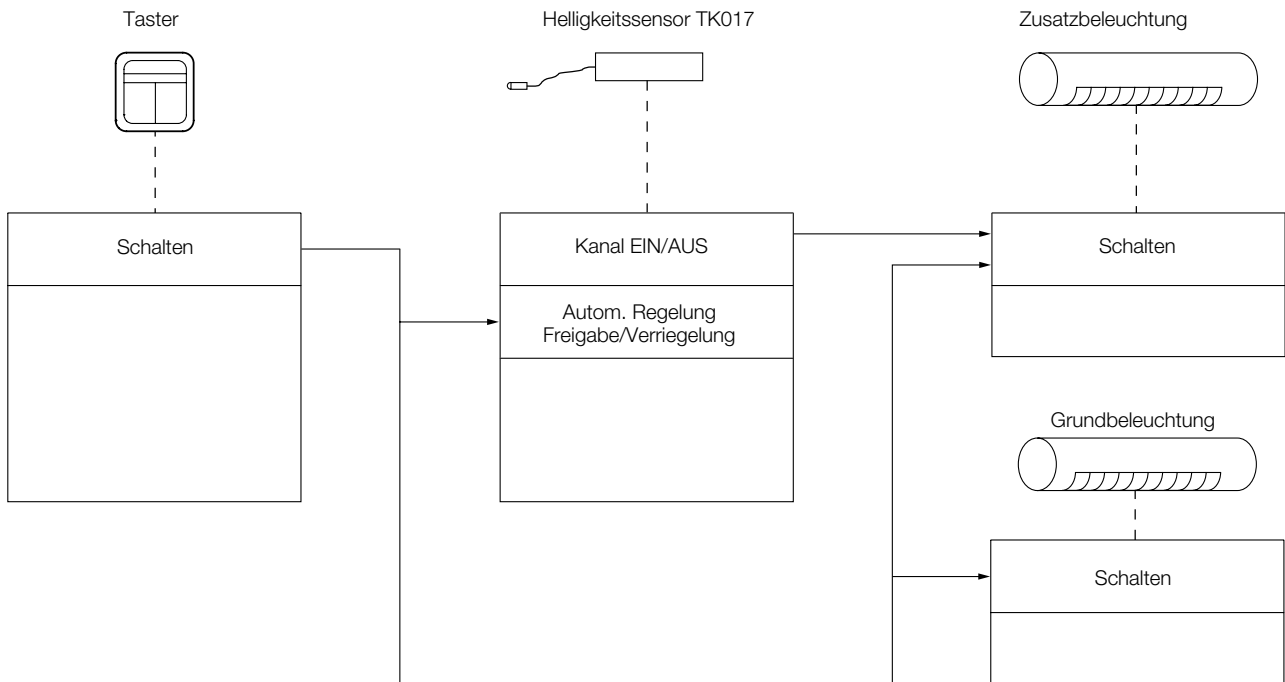 Taster
Helligkeitssensor TK017
Zusatzbeleuchtung
Schalten
Kanal EIN/AUS
Schalten
Autom. Regelung
Freigabe/Verriegelung
Grundbeleuchtung
Schalten